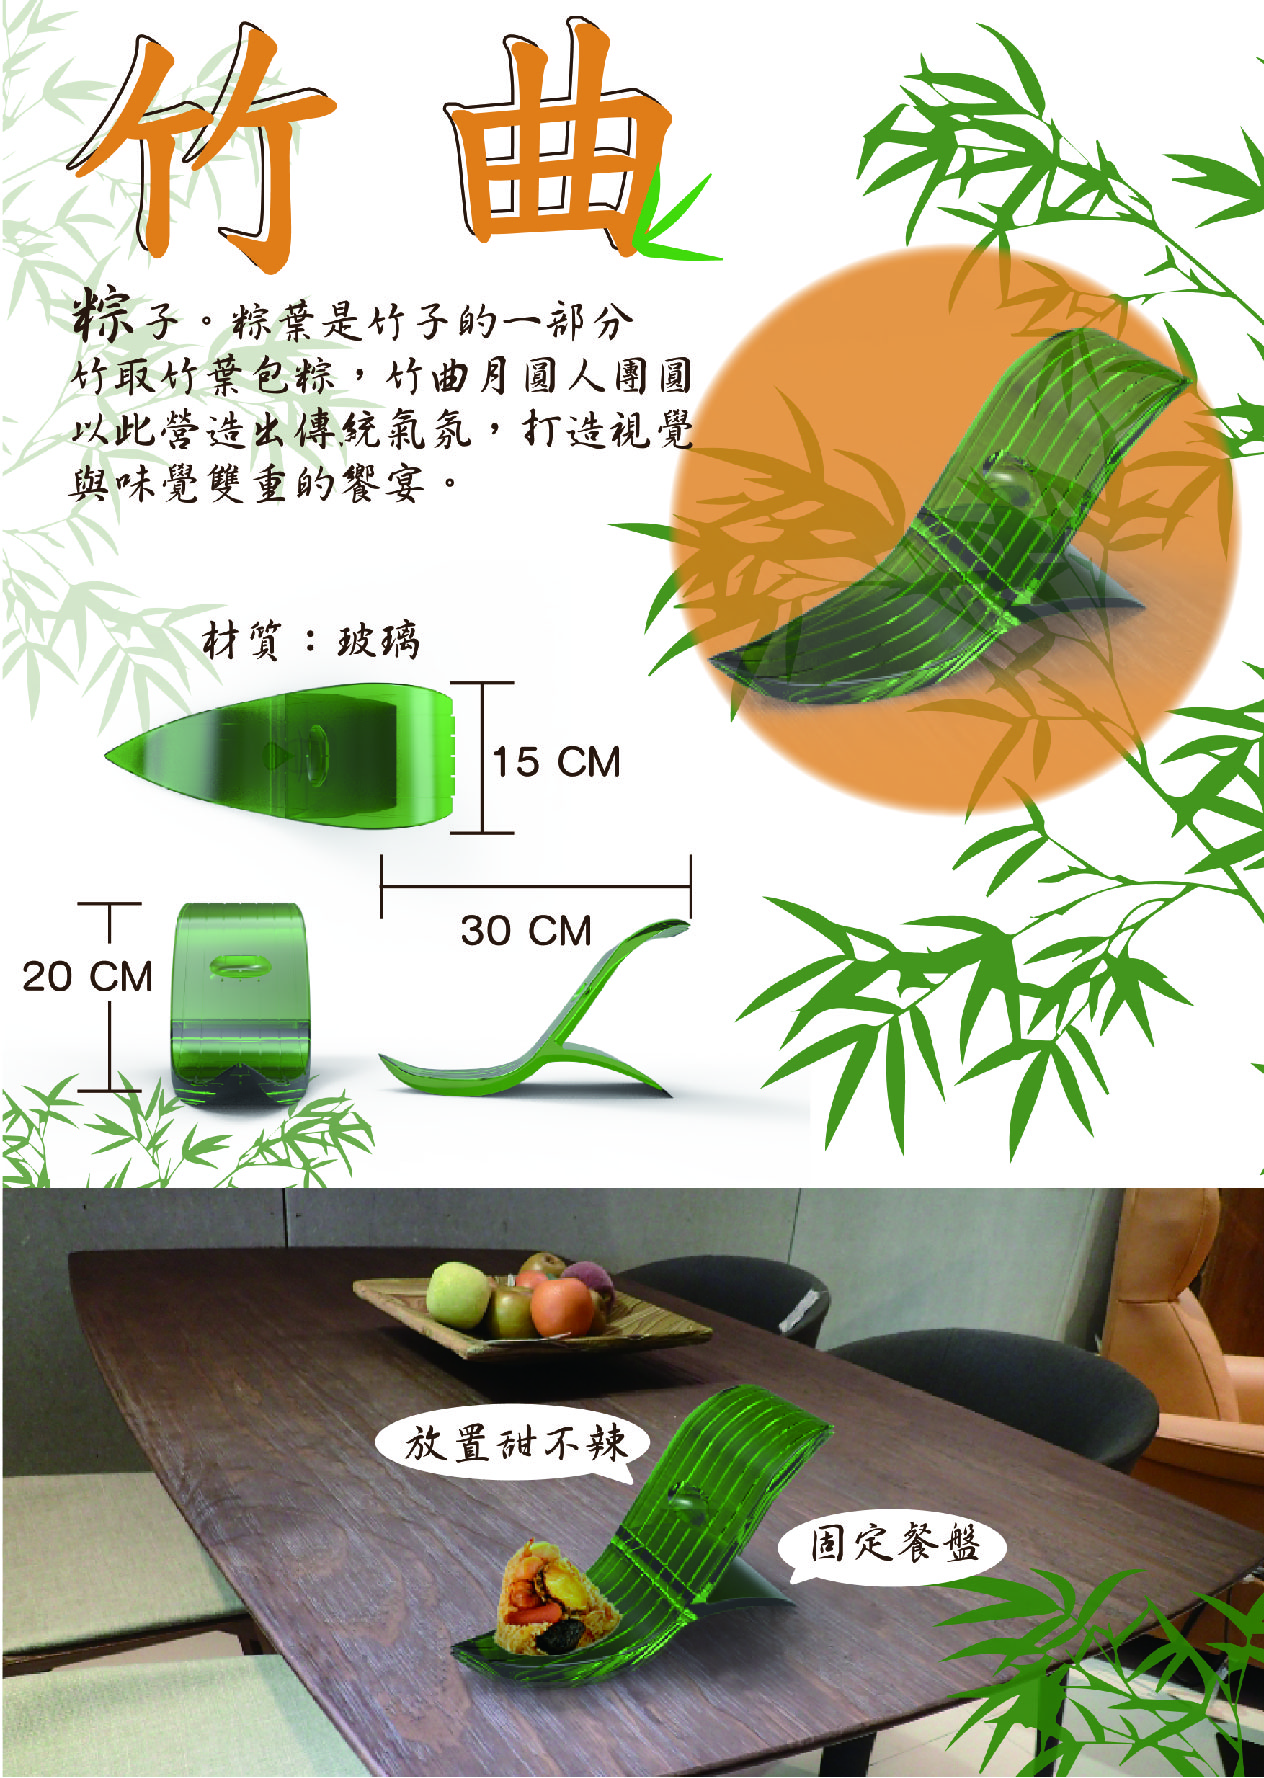 竹曲
粽子。粽葉是竹子的一部分
竹取竹葉包粽，竹曲月圓人團圓
以此營造出傳統氣氛，打造視覺
與味覺雙重的饗宴。
材質：玻璃
15 CM
30 CM
20 CM
放置甜不辣
固定餐盤